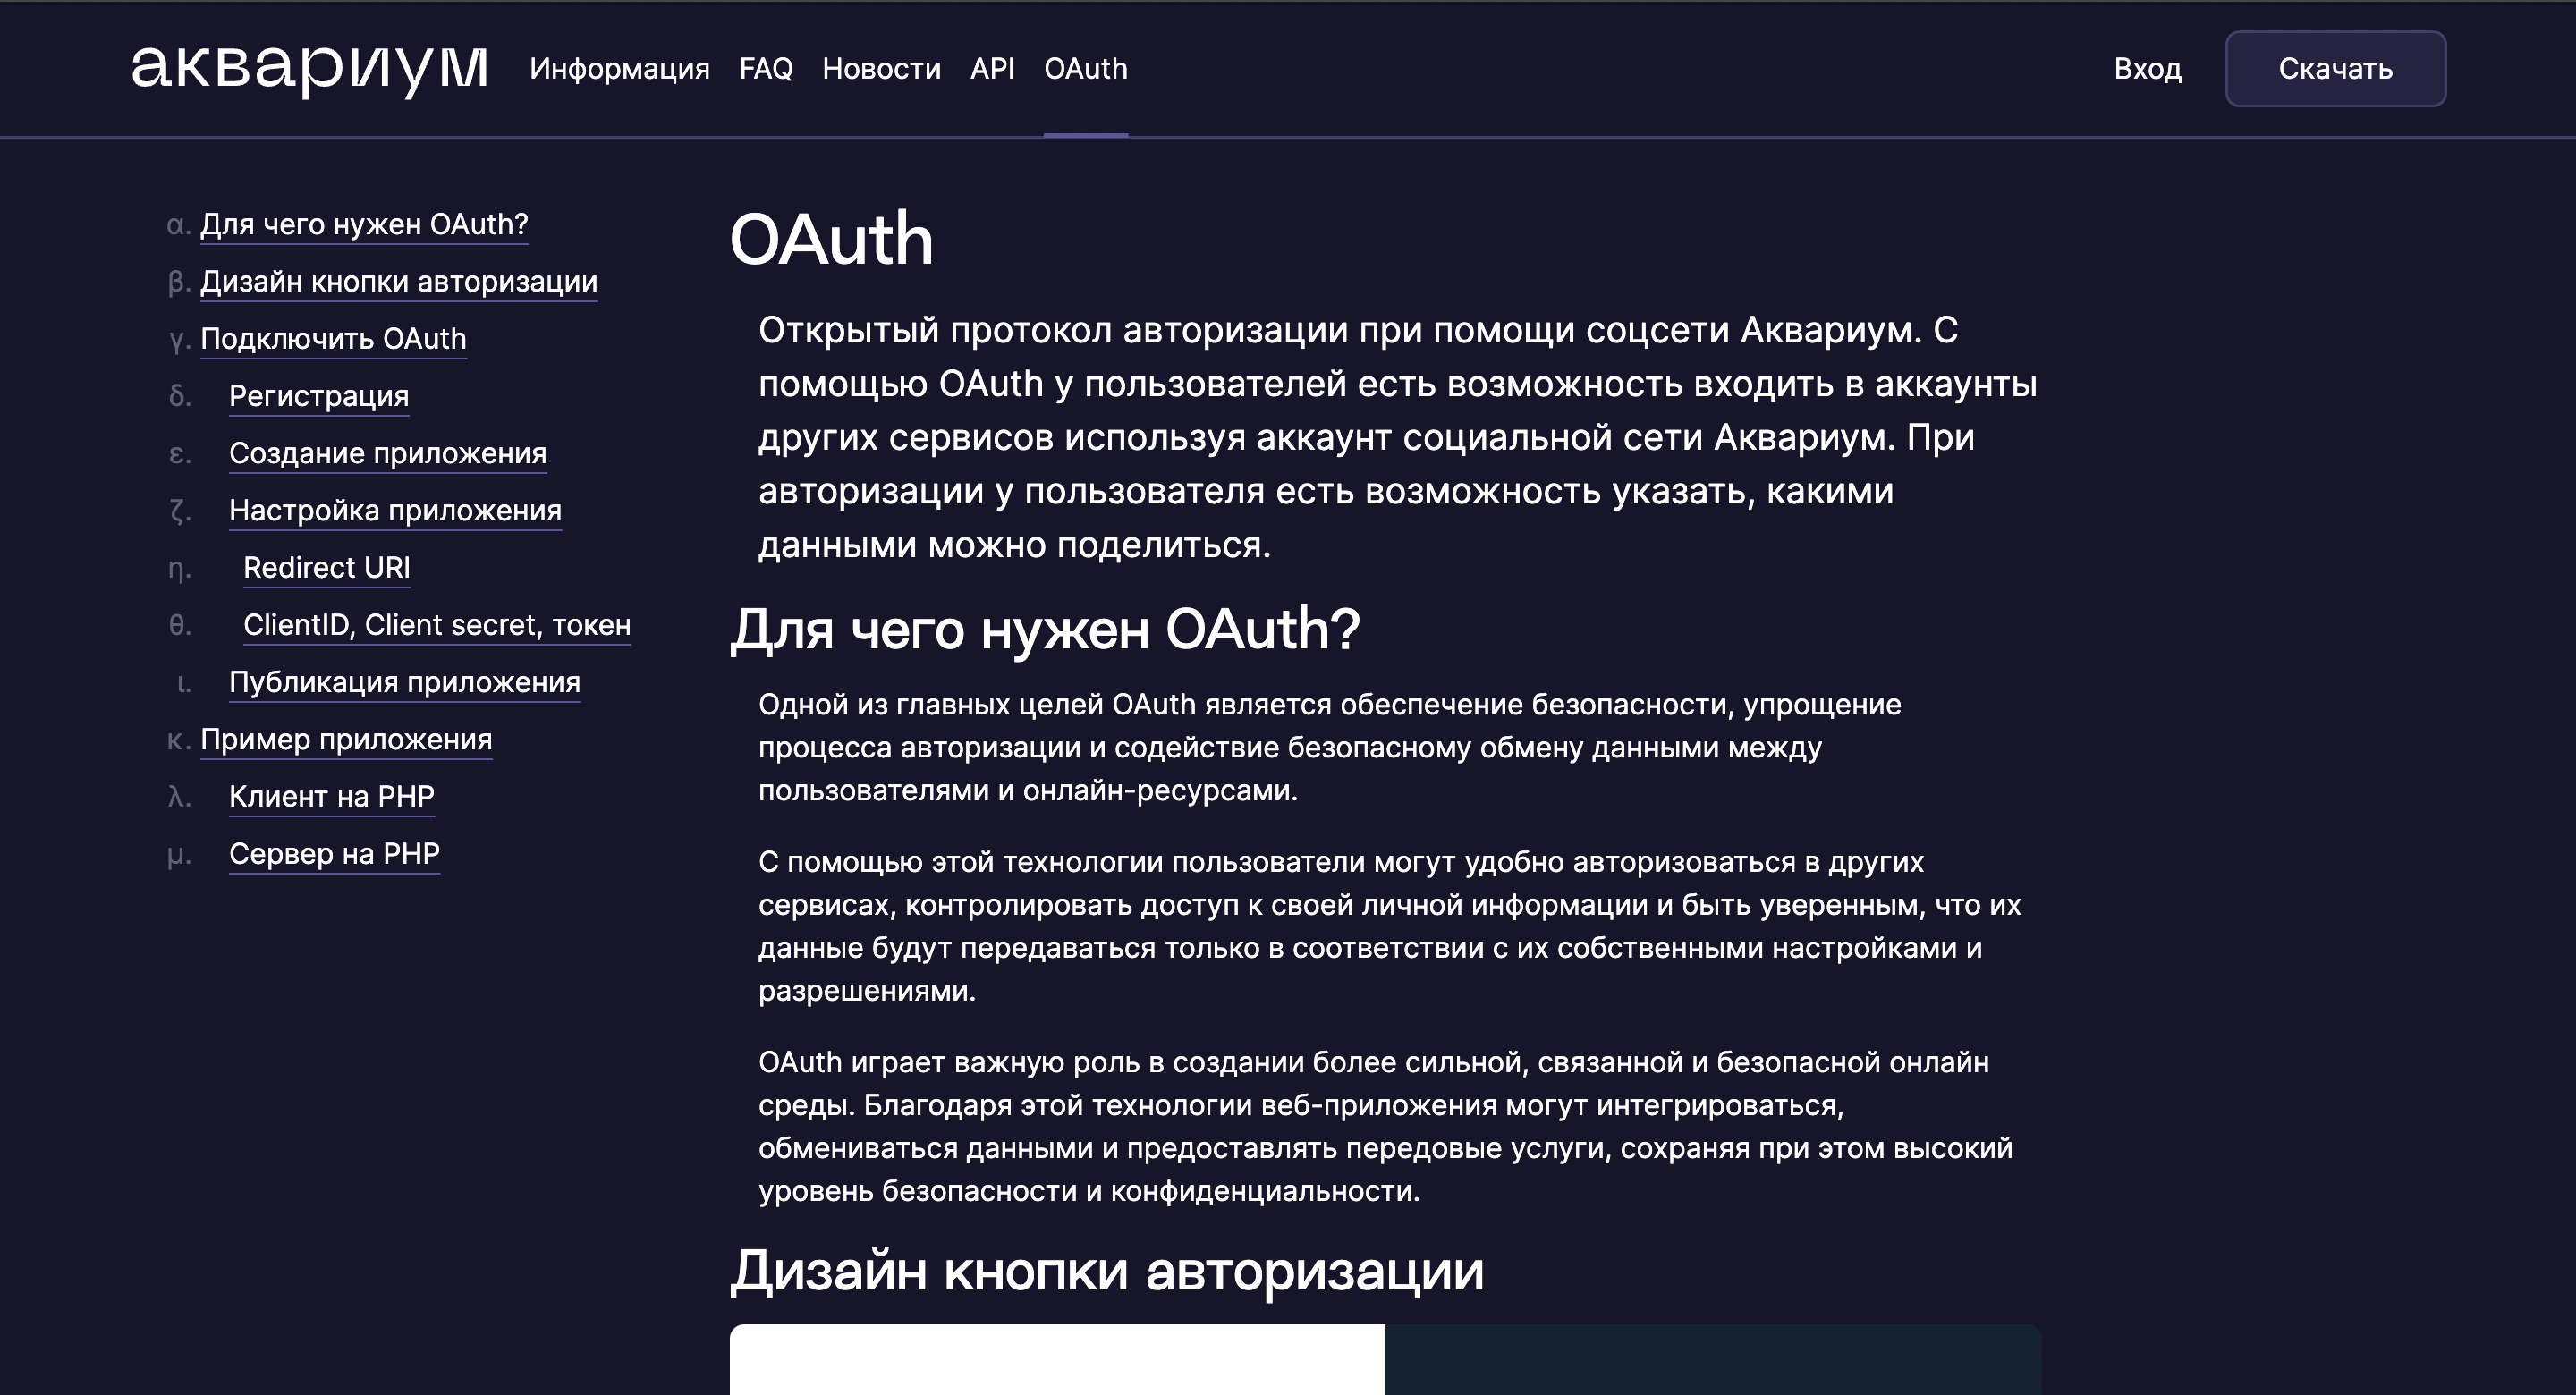 аквариум
Информация FAQ Новости API OAuth
Вход
Скачать
α. Для чего нужен OAuth?
β. Дизайн кнопки авторизации
γ. Подключить OAuth
δ. Регистрация
ε. Создание приложения
ζ. Настройка приложения
η. Redirect URI
θ. ClientID, Client secret, токен
ι. Публикация приложения
κ. Пример приложения
λ. Клиент на PHP
μ. Сервер на PHP
OAuth
Открытый протокол авторизации при помощи соцсети Аквариум. С
помощью OAuth у пользователей есть возможность входить в аккаунты
других сервисов используя аккаунт социальной сети Аквариум. При
авторизации у пользователя есть возможность указать, какими
данными можно поделиться.
Для чего нужен OAuth?
Одной из главных целей OAuth является обеспечение безопасности, упрощение
процесса авторизации и содействие безопасному обмену данными между
пользователями и онлайн-ресурсами.
С помощью этой технологии пользователи могут удобно авторизоваться в других
сервисах, контролировать доступ к своей личной информации и быть уверенным, что их
данные будут передаваться только в соответствии с их собственными настройками и
разрешениями.
OAuth играет важную роль в создании более сильной, связанной и безопасной онлайн
среды. Благодаря этой технологии веб-приложения могут интегрироваться,
обмениваться данными и предоставлять передовые услуги, сохраняя при этом высокий
уровень безопасности и конфиденциальности.
Дизайн кнопки авторизации